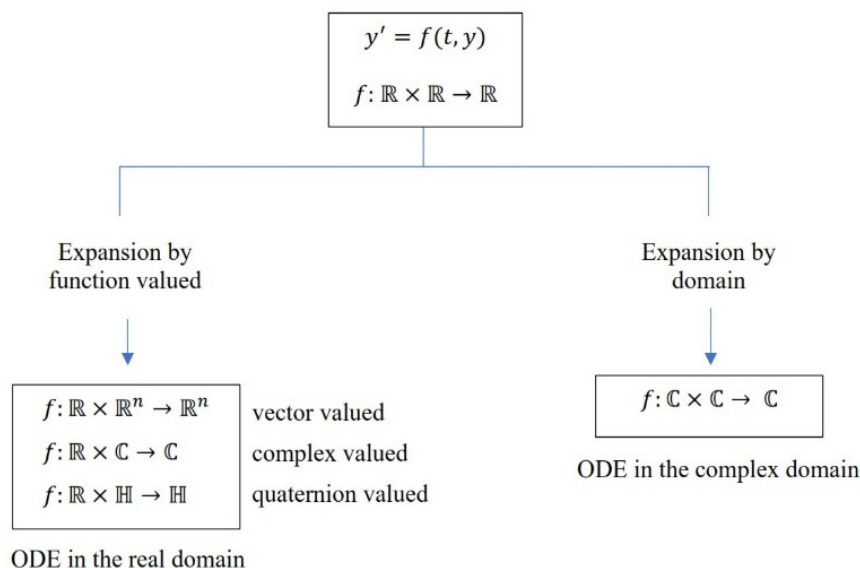 y′ = f(t, y)
f: ℝ × ℝ → ℝ
Expansion by
function valued
Expansion by
domain
f: ℝ × ℝⁿ → ℝⁿ vector valued
f: ℝ × ℂ → ℂ complex valued
f: ℝ × ℍ → ℍ quaternion valued
ODE in the real domain
f: ℂ × ℂ → ℂ
ODE in the complex domain